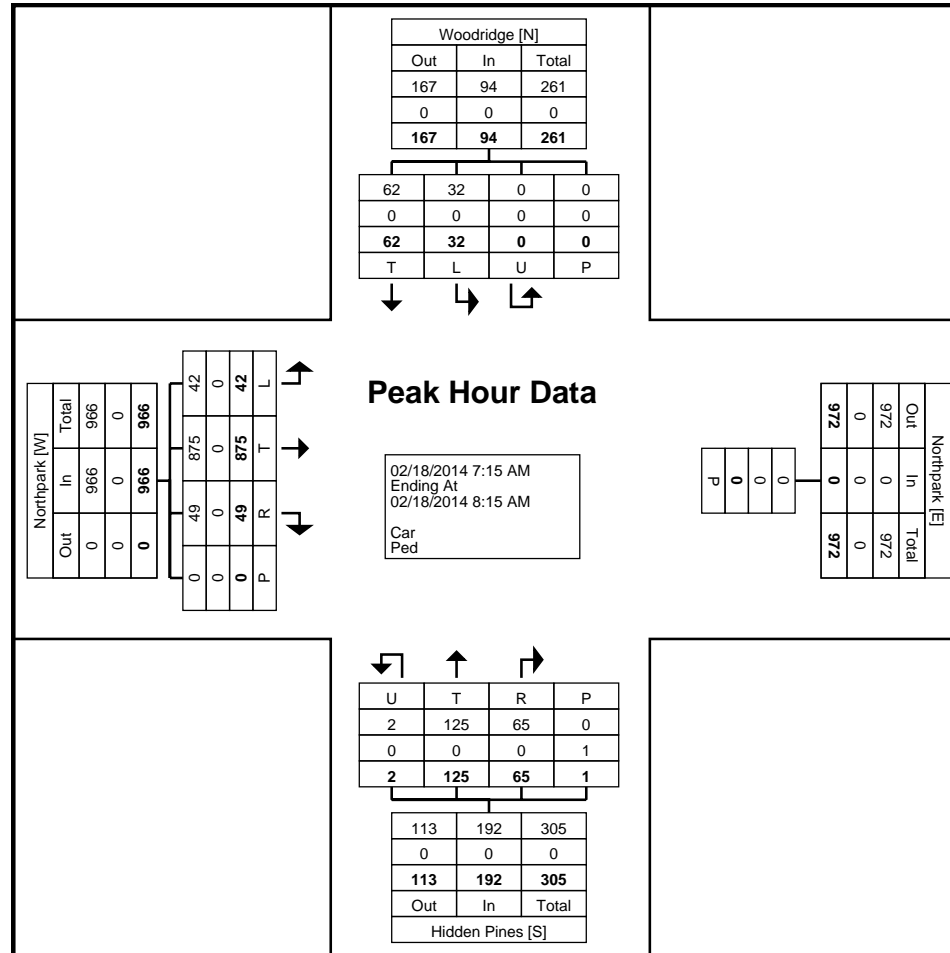 Woodridge [N]
Out In Total
167 94 261
0 0 0
167 94 261
62 32 0 0
0 0 0 0
62 32 0 0
T L U P
Peak Hour Data
Northpark [W]
Total In Out
966 966 0
0 0 0
966 966 0
42 875 49 0
0 0 0 0
42 875 49 0
L T R P
02/18/2014 7:15 AM
Ending At
02/18/2014 8:15 AM
Car
Ped
Northpark [E]
Out In Total
972 0 972
0 0 0
972 0 972
0
0
0
P
U T R P
2 125 65 0
0 0 0 1
2 125 65 1
113 192 305
0 0 0
113 192 305
Out In Total
Hidden Pines [S]